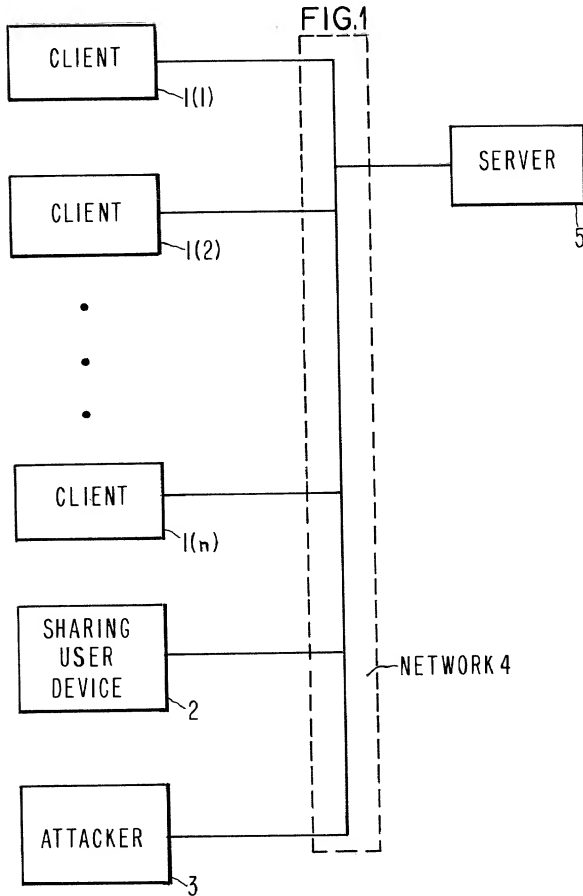 FIG.1
CLIENT
1(1)
SERVER
5
CLIENT
1(2)
CLIENT
1(n)
SHARING
USER
DEVICE
2
NETWORK 4
ATTACKER
3